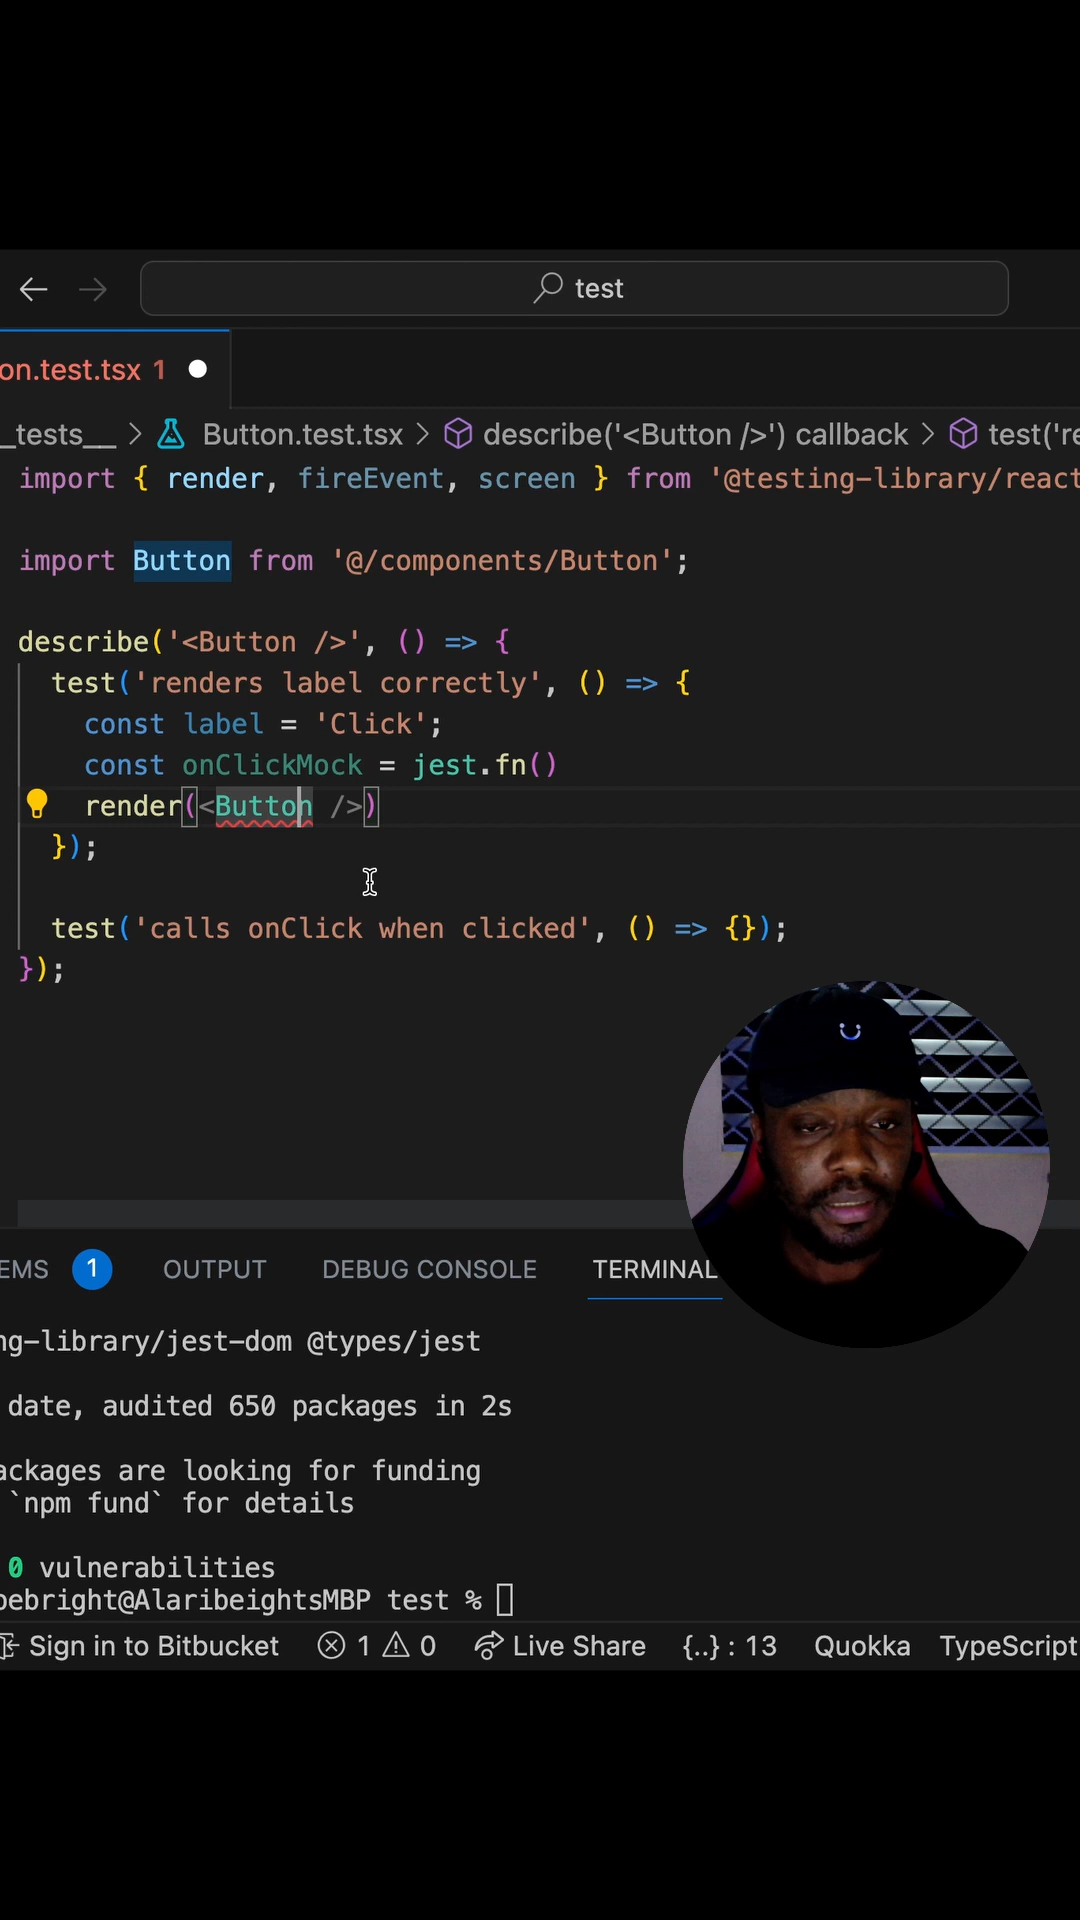 test
on.test.tsx 1
_tests__ > Button.test.tsx > describe('<Button />') callback > test('re
import { render, fireEvent, screen } from '@testing-library/react
import Button from '@/components/Button';
describe('<Button />', () => {
test('renders label correctly', () => {
const label = 'Click';
const onClickMock = jest.fn()
render(<Button />)
});
test('calls onClick when clicked', () => {});
});
EMS 1 OUTPUT DEBUG CONSOLE TERMINAL
ng-library/jest-dom @types/jest
date, audited 650 packages in 2s
ackages are looking for funding
`npm fund` for details
0 vulnerabilities
bebright@AlaribeightsMBP test %
Sign in to Bitbucket 1 0 Live Share {..} : 13 Quokka TypeScript